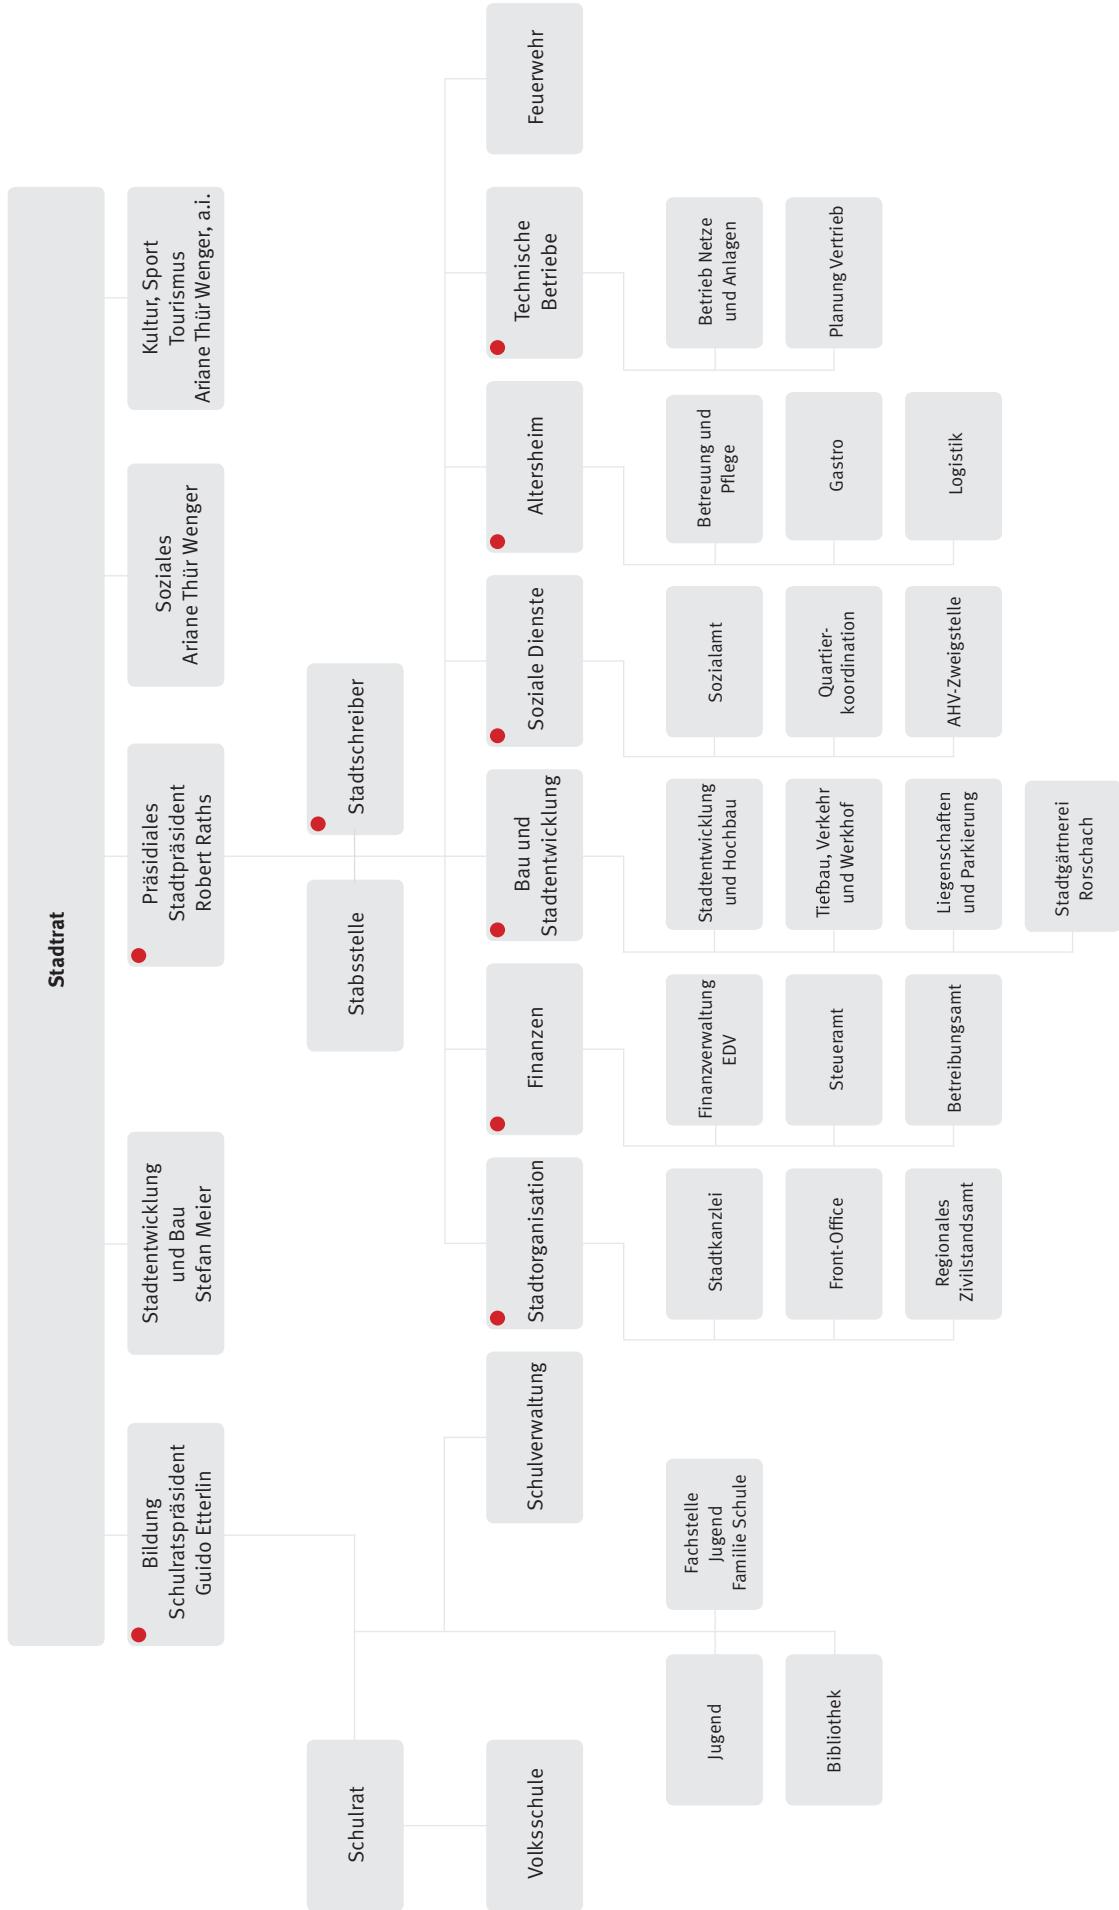 Stadtrat
Bildung
Schulratspräsident
Guido Etterlin
Stadtentwicklung
und Bau
Stefan Meier
Präsidiales
Stadtpräsident
Robert Raths
Soziales
Ariane Thür Wenger
Kultur, Sport
Tourismus
Ariane Thür Wenger, a.i.
Schulrat
Stabsstelle
Stadtschreiber
Volksschule
Schulverwaltung
Stadtorganisation
Finanzen
Bau und
Stadtentwicklung
Soziale Dienste
Altersheim
Technische
Betriebe
Feuerwehr
Jugend
Fachstelle
Jugend
Familie Schule
Stadtkanzlei
Finanzverwaltung
EDV
Stadtentwicklung
und Hochbau
Sozialamt
Betreuung und
Pflege
Betrieb Netze
und Anlagen
Bibliothek
Front-Office
Steueramt
Tiefbau, Verkehr
und Werkhof
Quartier-
koordination
Gastro
Planung Vertrieb
Regionales
Zivilstandsamt
Betreibungsamt
Liegenschaften
und Parkierung
AHV-Zweigstelle
Logistik
Stadtgärtnerei
Rorschach